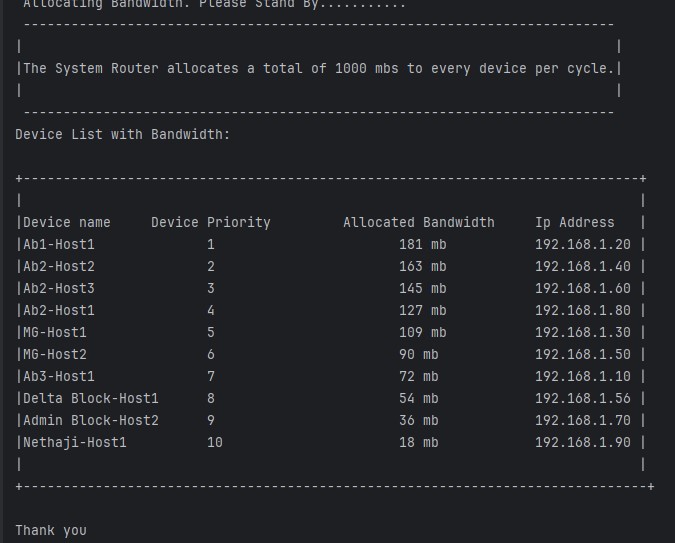 Allocating Bandwidth. Please Stand By...........
---------------------------------------------------------------------------
|                                                                           |
|The System Router allocates a total of 1000 mbs to every device per cycle.|
|                                                                           |
---------------------------------------------------------------------------
Device List with Bandwidth:
+------------------------------------------------------------------------------+
|                                                                              |
|Device name     Device Priority         Allocated Bandwidth     Ip Address   |
|Ab1-Host1              1                       181 mb           192.168.1.20 |
|Ab2-Host2              2                       163 mb           192.168.1.40 |
|Ab2-Host3              3                       145 mb           192.168.1.60 |
|Ab2-Host1              4                       127 mb           192.168.1.80 |
|MG-Host1               5                       109 mb           192.168.1.30 |
|MG-Host2               6                       90 mb            192.168.1.50 |
|Ab3-Host1              7                       72 mb            192.168.1.10 |
|Delta Block-Host1      8                       54 mb            192.168.1.56 |
|Admin Block-Host2      9                       36 mb            192.168.1.70 |
|Nethaji-Host1          10                      18 mb            192.168.1.90 |
|                                                                              |
+-------------------------------------------------------------------------------+
Thank you